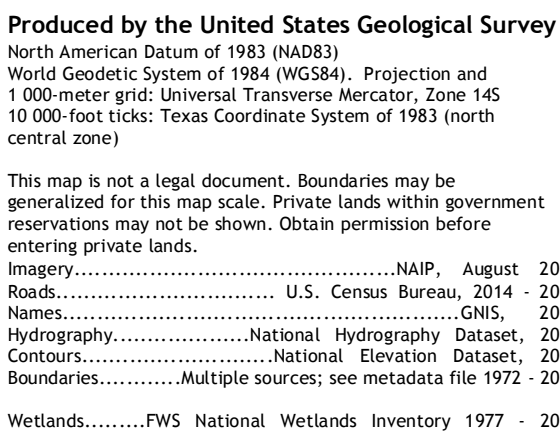 Produced by the United States Geological Survey
North American Datum of 1983 (NAD83)
World Geodetic System of 1984 (WGS84). Projection and
1 000-meter grid: Universal Transverse Mercator, Zone 14S
10 000-foot ticks: Texas Coordinate System of 1983 (north
central zone)
This map is not a legal document. Boundaries may be
generalized for this map scale. Private lands within government
reservations may not be shown. Obtain permission before
entering private lands.
Imagery..............................................NAIP, August 20
Roads............................... U.S. Census Bureau, 2014 - 20
Names.....................................................GNIS, 20
Hydrography....................National Hydrography Dataset, 20
Contours...........................National Elevation Dataset, 20
Boundaries............Multiple sources; see metadata file 1972 - 20
Wetlands.........FWS National Wetlands Inventory 1977 - 20